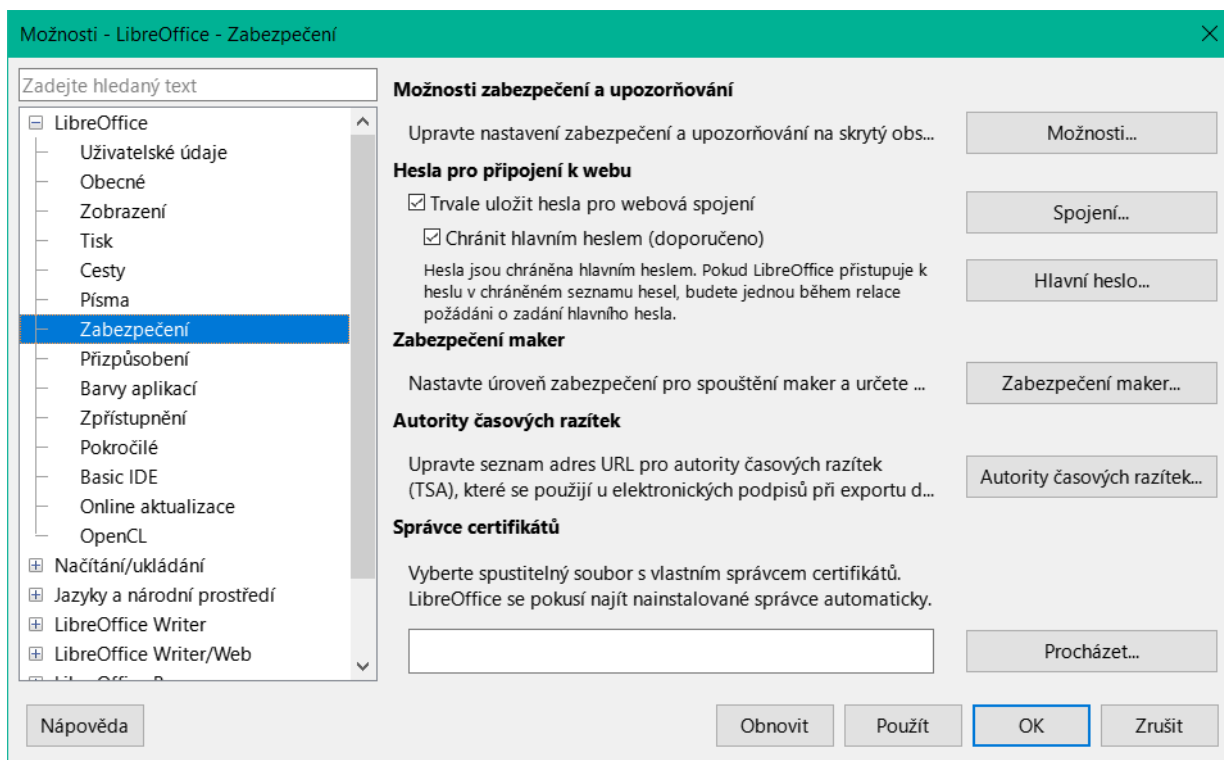 Možnosti - LibreOffice - Zabezpečení
Zadejte hledaný text
LibreOffice
Uživatelské údaje
Obecné
Zobrazení
Tisk
Cesty
Písma
Zabezpečení
Přizpůsobení
Barvy aplikací
Zpřístupnění
Pokročilé
Basic IDE
Online aktualizace
OpenCL
Načítání/ukládání
Jazyky a národní prostředí
LibreOffice Writer
LibreOffice Writer/Web
Možnosti zabezpečení a upozorňování
Upravte nastavení zabezpečení a upozorňování na skrytý obs...
Možnosti...
Hesla pro připojení k webu
Trvale uložit hesla pro webová spojení
Spojení...
Chránit hlavním heslem (doporučeno)
Hesla jsou chráněna hlavním heslem. Pokud LibreOffice přistupuje k
heslu v chráněném seznamu hesel, budete jednou během relace
požádáni o zadání hlavního hesla.
Hlavní heslo...
Zabezpečení maker
Nastavte úroveň zabezpečení pro spouštění maker a určete ...
Zabezpečení maker...
Autority časových razítek
Upravte seznam adres URL pro autority časových razítek
(TSA), které se použijí u elektronických podpisů při exportu d...
Autority časových razítek...
Správce certifikátů
Vyberte spustitelný soubor s vlastním správcem certifikátů.
LibreOffice se pokusí najít nainstalované správce automaticky.
Procházet...
Nápověda
Obnovit
Použít
OK
Zrušit